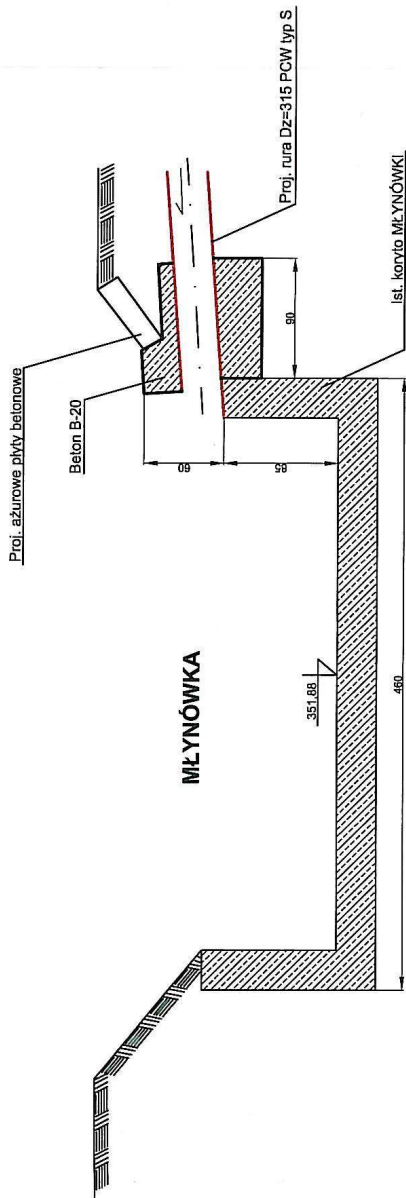 Proj. ażurowe płyty betonowe
Beton B-20
MŁYNÓWKA
60
85
90
351,88
460
Proj. rura Dz=315 PCW typ S
Ist. koryto MŁYNÓWKI